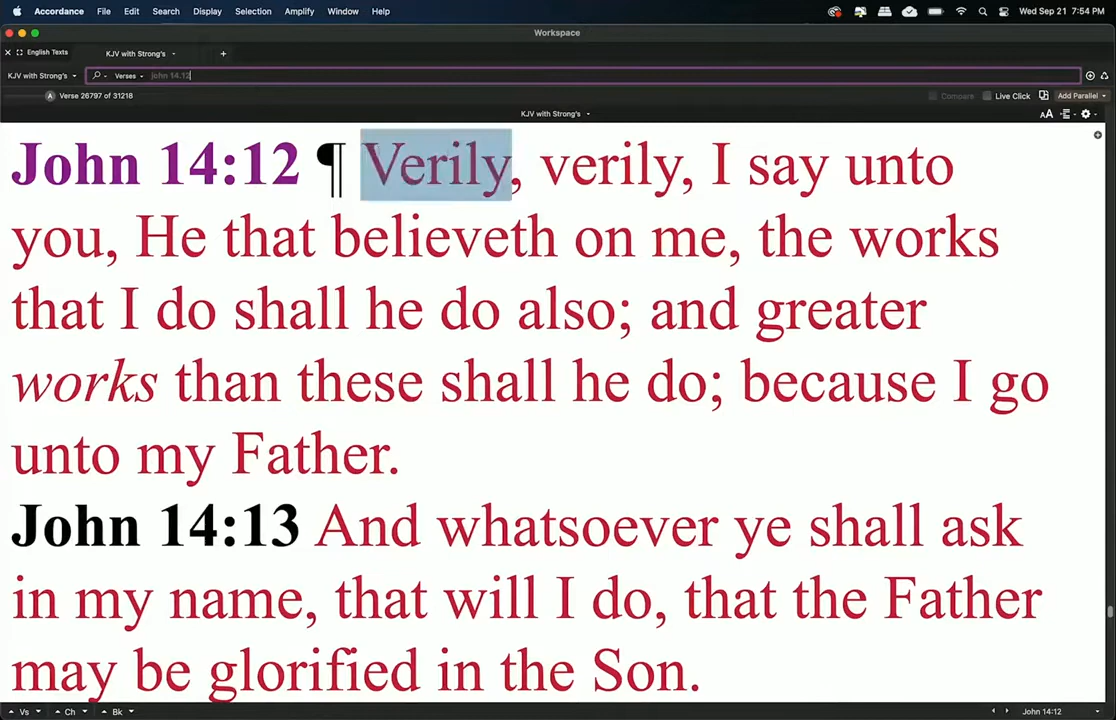 Accordance File Edit Search Display Selection Amplify Window Help Wed Sep 21 7:54 PM
Workspace
English Texts KJV with Strong's
KJV with Strong's Verses john 14.12
Verse 26797 of 31218 Compare Live Click Add Parallel
KJV with Strong's
John 14:12 ¶ Verily, verily, I say unto
you, He that believeth on me, the works
that I do shall he do also; and greater
works than these shall he do; because I go
unto my Father.
John 14:13 And whatsoever ye shall ask
in my name, that will I do, that the Father
may be glorified in the Son.
Vs Ch Bk John 14:12